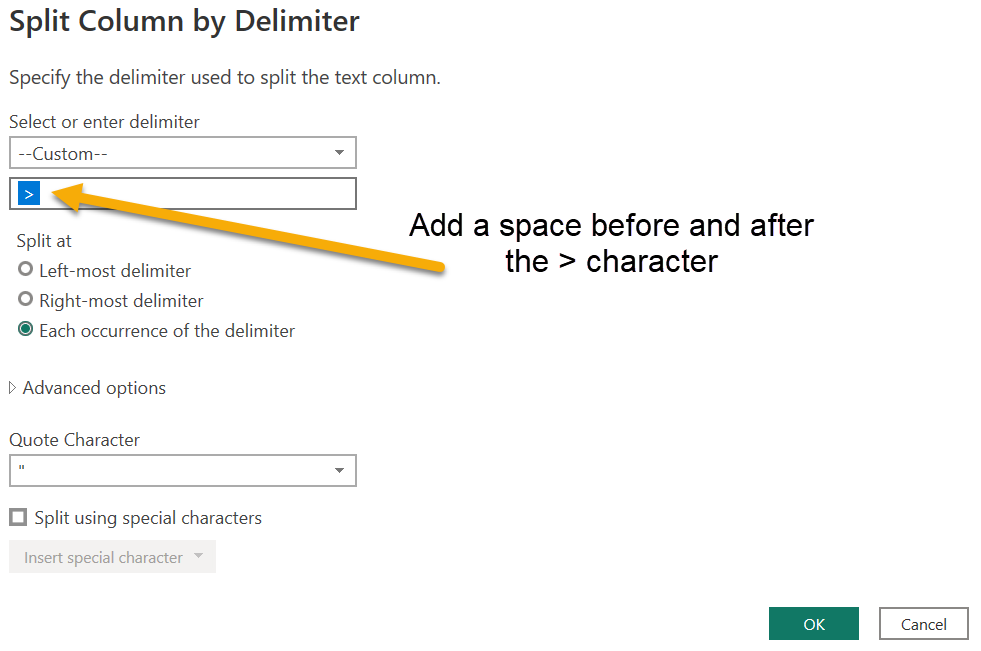 Split Column by Delimiter
Specify the delimiter used to split the text column.
Select or enter delimiter
--Custom--
>
Add a space before and after
the > character
Split at
Left-most delimiter
Right-most delimiter
Each occurrence of the delimiter
Advanced options
Quote Character
"
Split using special characters
Insert special character
OK
Cancel